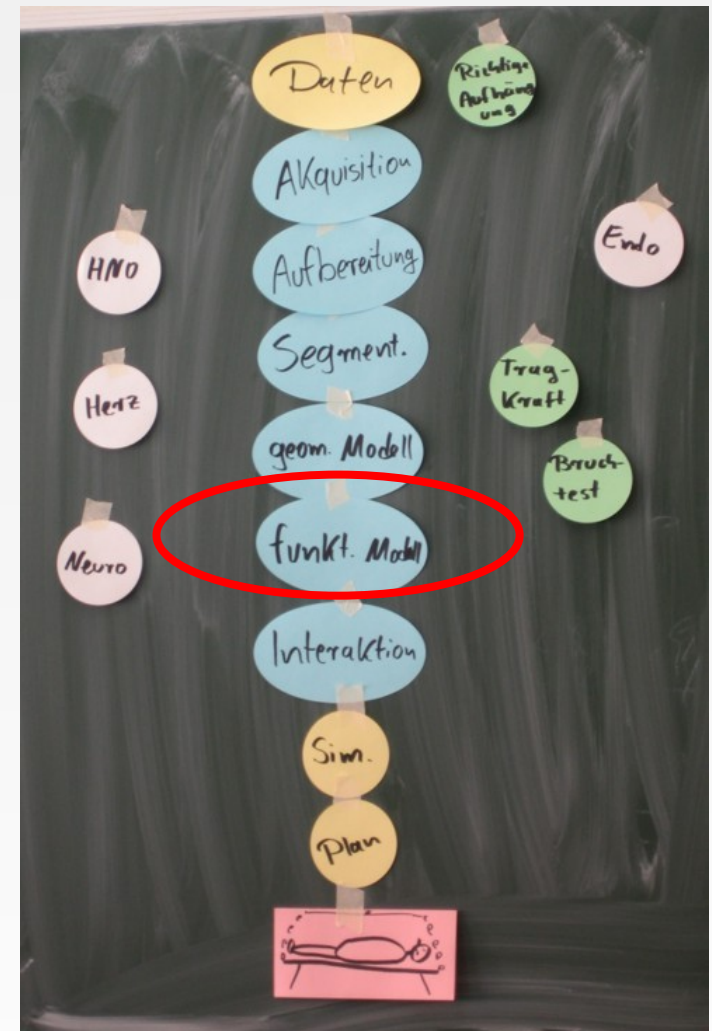 Daten
Richtige
Aufhäng
ung
AKquisition
HNO
Aufbereitung
Endo
Segment.
Herz
Trag-
Kraft
geom. Modell
Bruch-
test
Neuro
funkt. Modell
Interaktion
Sim.
Plan